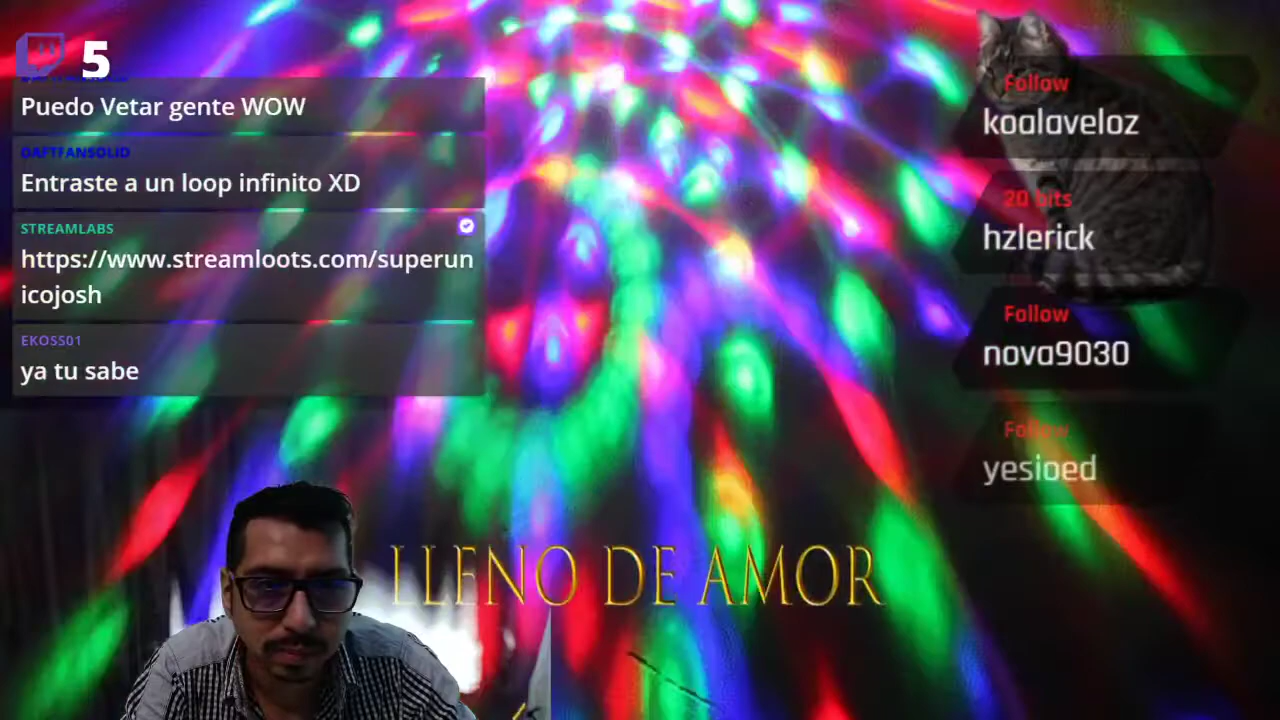 5
Puedo Vetar gente WOW
DAFTFANSOLID
Entraste a un loop infinito XD
STREAMLABS
https://www.streamloots.com/superun
icojosh
EKOSS01
ya tu sabe
Follow
koalaveloz
20 bits
hzlerick
Follow
nova9030
Follow
yesioed
LLENO DE AMOR